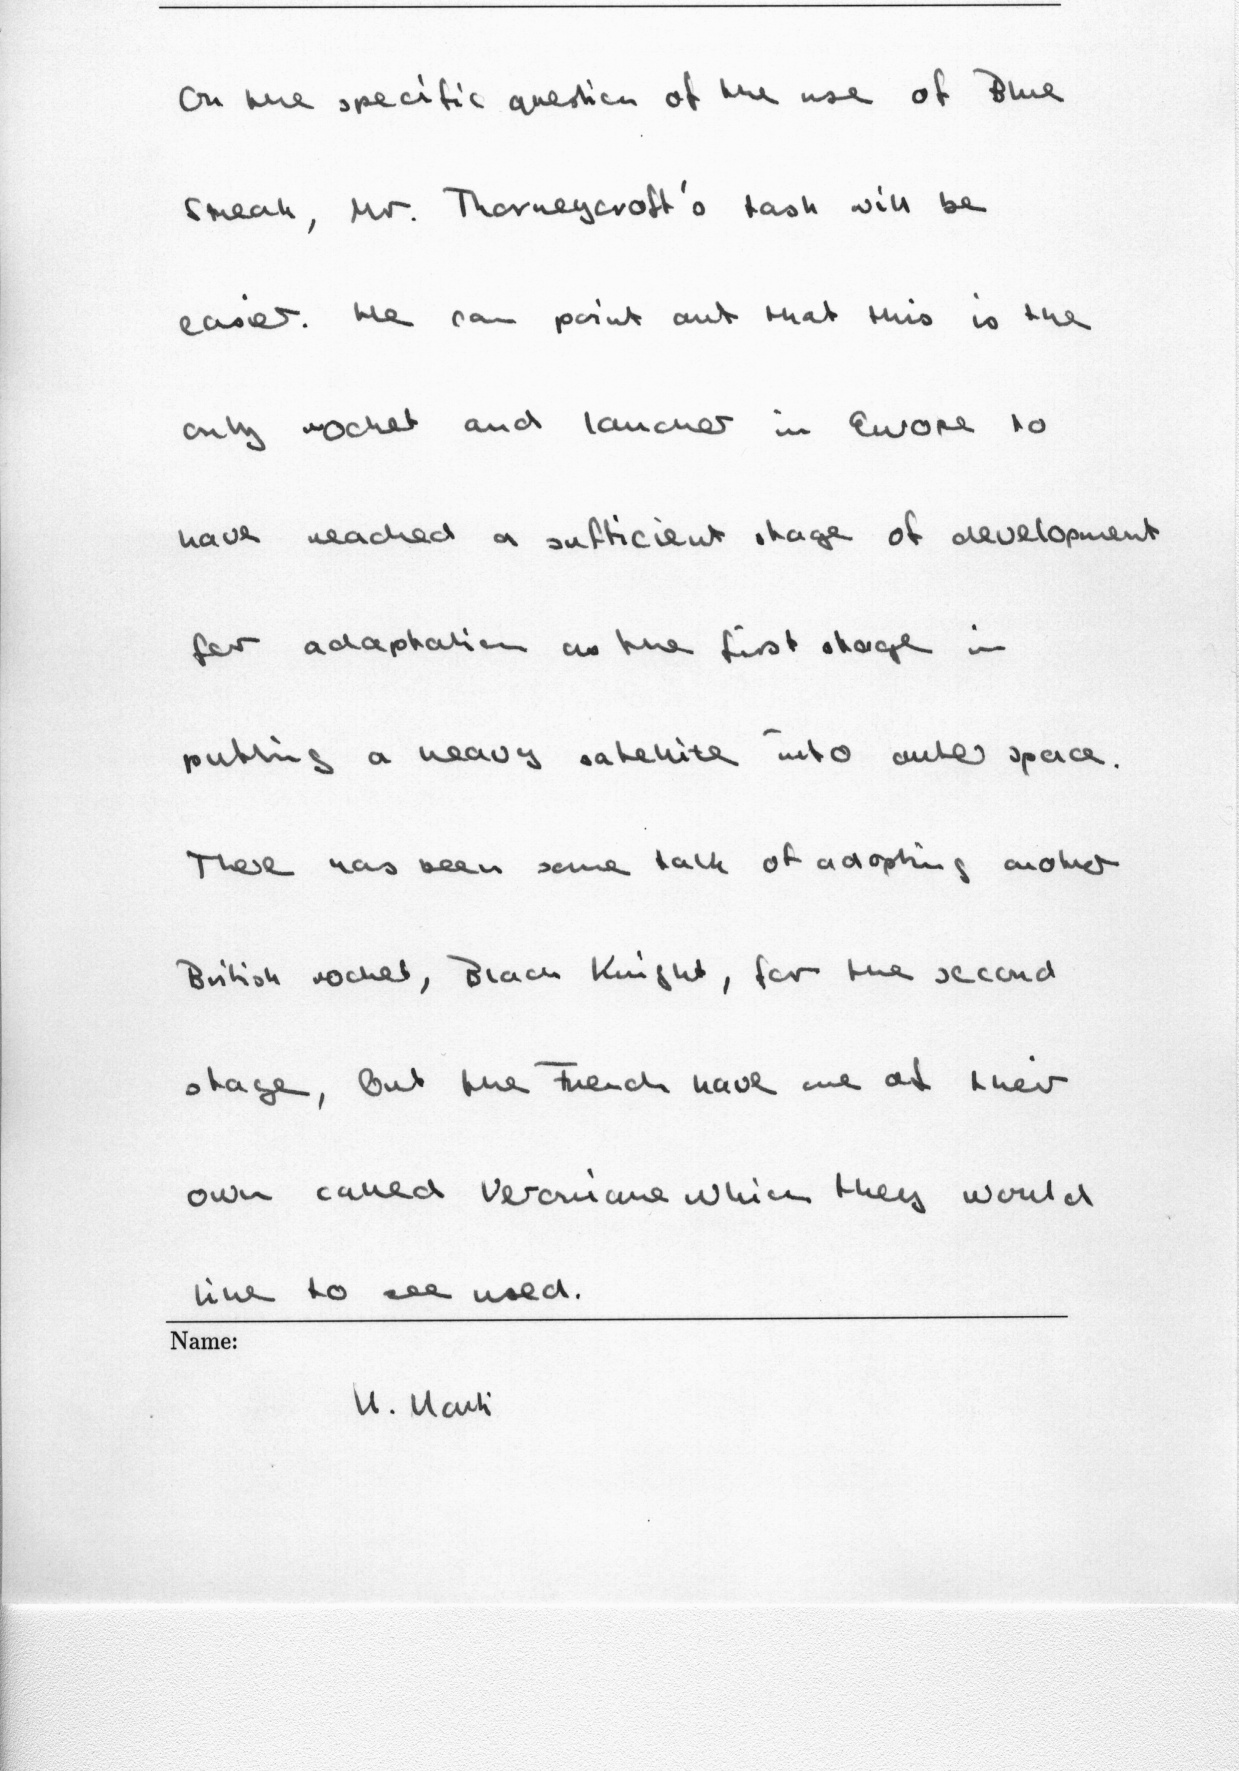 On the specific question of the use of Blue
Streak, Mr. Thorneycroft's task will be
easier. He can point out that this is the
only rocket and launcher in Europe to
have reached a sufficient stage of development
for adaptation as the first stage in
putting a heavy satellite into outer space.
There has been some talk of adopting another
British rocket, Black Knight, for the second
stage, but the French have one of their
own called Veronique which they would
like to see used.
Name: